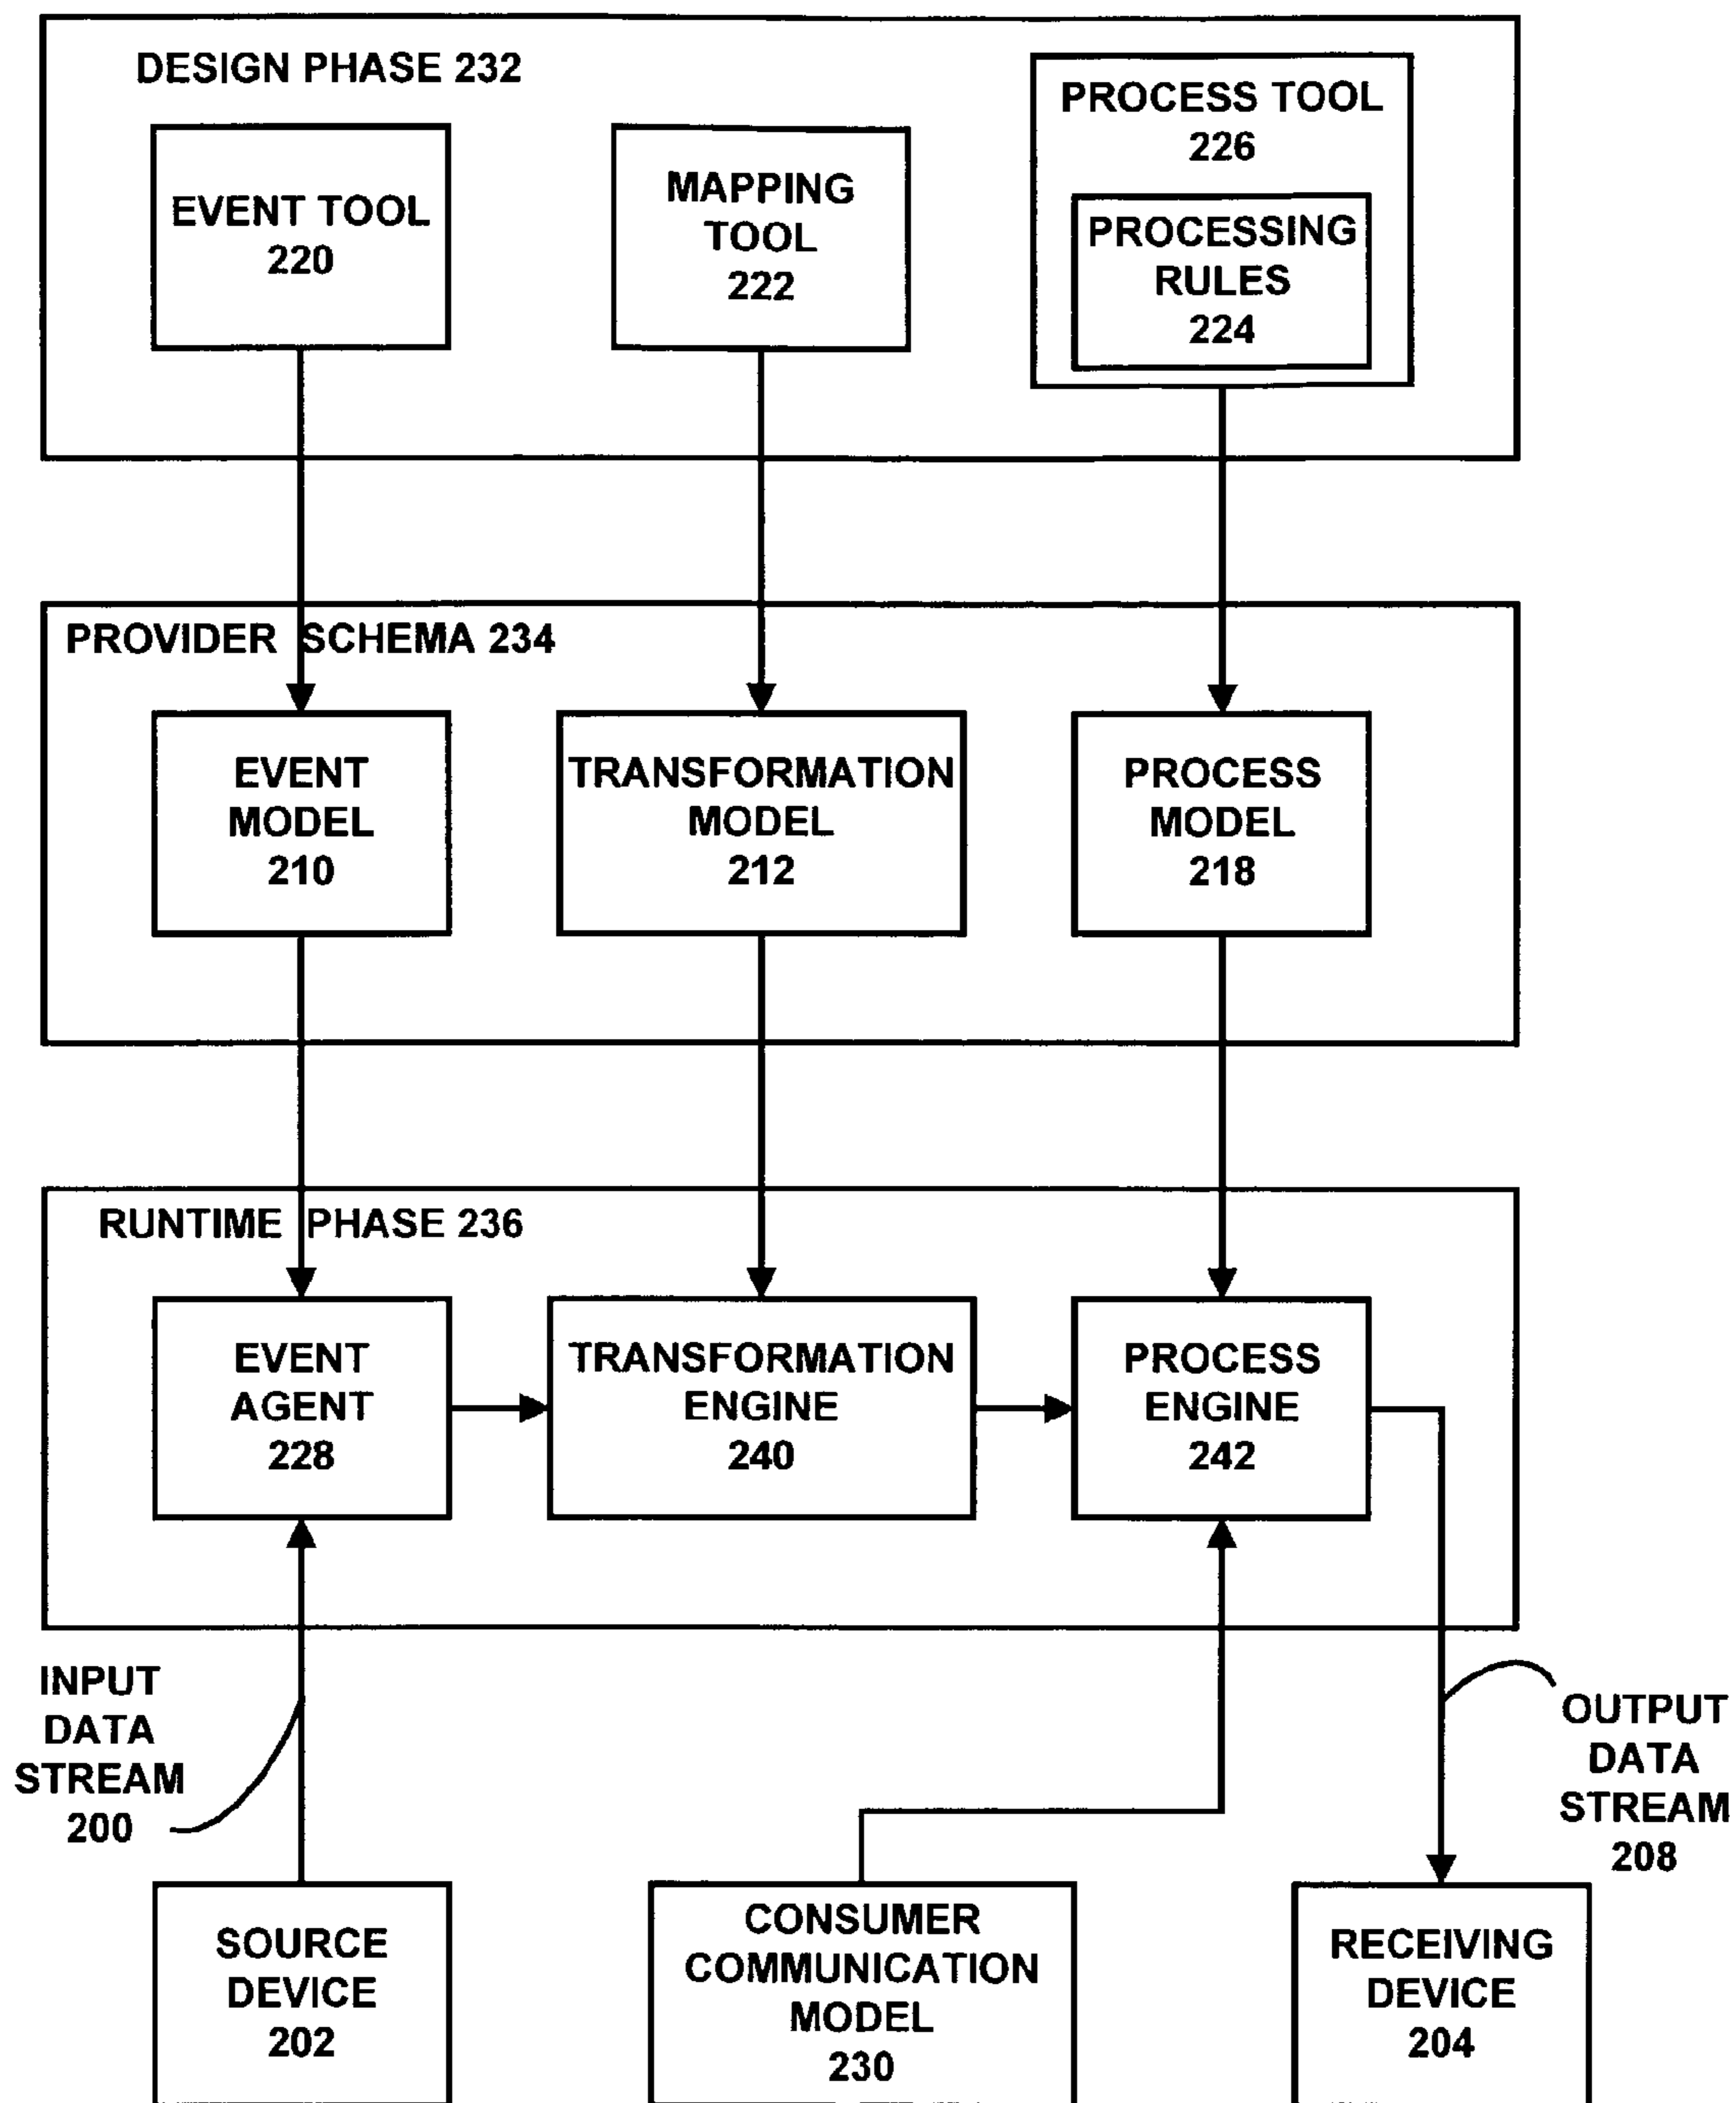 DESIGN PHASE 232
EVENT TOOL
220
MAPPING
TOOL
222
PROCESS TOOL
226
PROCESSING
RULES
224
PROVIDER SCHEMA 234
EVENT
MODEL
210
TRANSFORMATION
MODEL
212
PROCESS
MODEL
218
RUNTIME PHASE 236
EVENT
AGENT
228
TRANSFORMATION
ENGINE
240
PROCESS
ENGINE
242
INPUT
DATA
STREAM
200
OUTPUT
DATA
STREAM
208
SOURCE
DEVICE
202
CONSUMER
COMMUNICATION
MODEL
230
RECEIVING
DEVICE
204